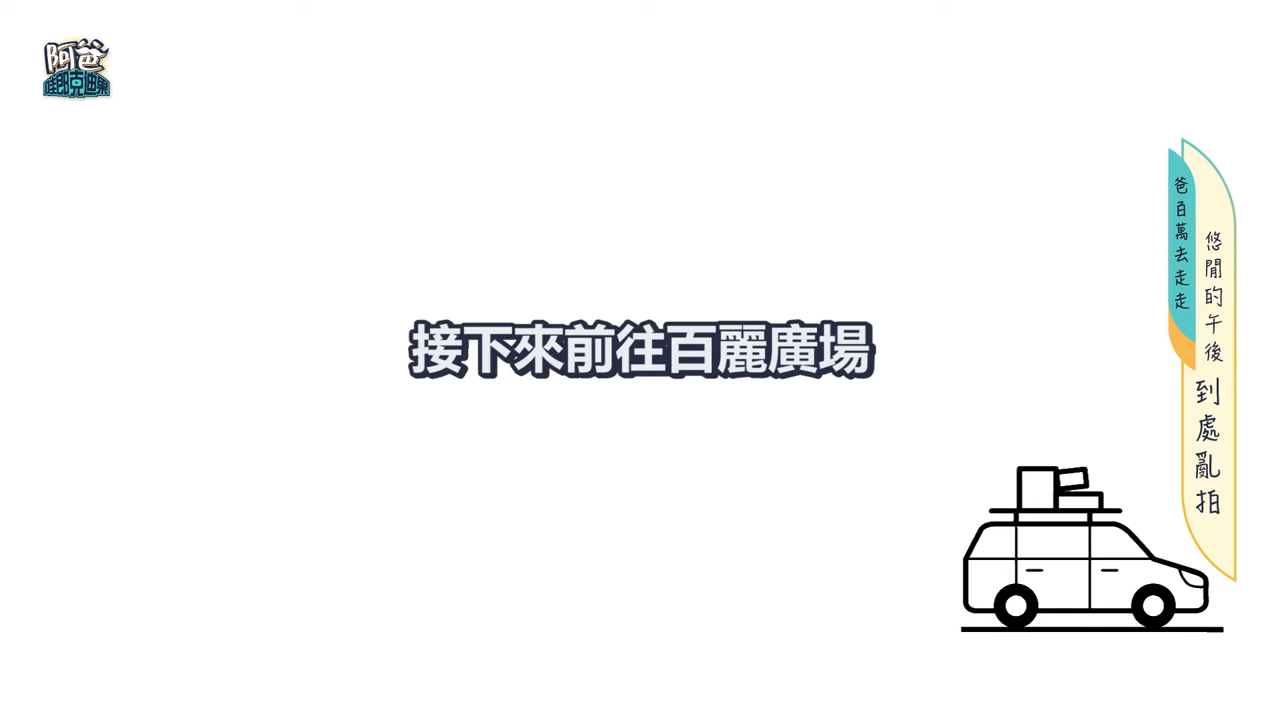 阿爸
接下來前往百麗廣場
爸百萬去走走
悠閒的午後到處亂拍